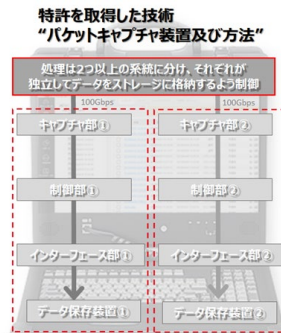 特許を取得した技術
“パケットキャプチャ装置及び方法”
処理は2つ以上の系統に分け、それぞれが
独立してデータをストレージに格納するよう制御
100Gbps
100Gbps
キャプチャ部①
キャプチャ部②
制御部①
制御部②
インターフェース部①
インターフェース部②
データ保存装置①
データ保存装置②